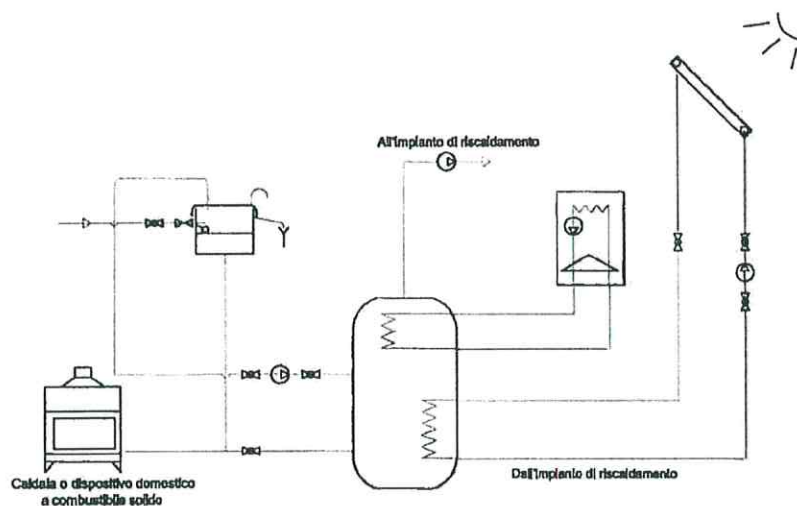 All'impianto di riscaldamento
Dall'impianto di riscaldamento
Caldaia o dispositivo domestico
a combustibile solido